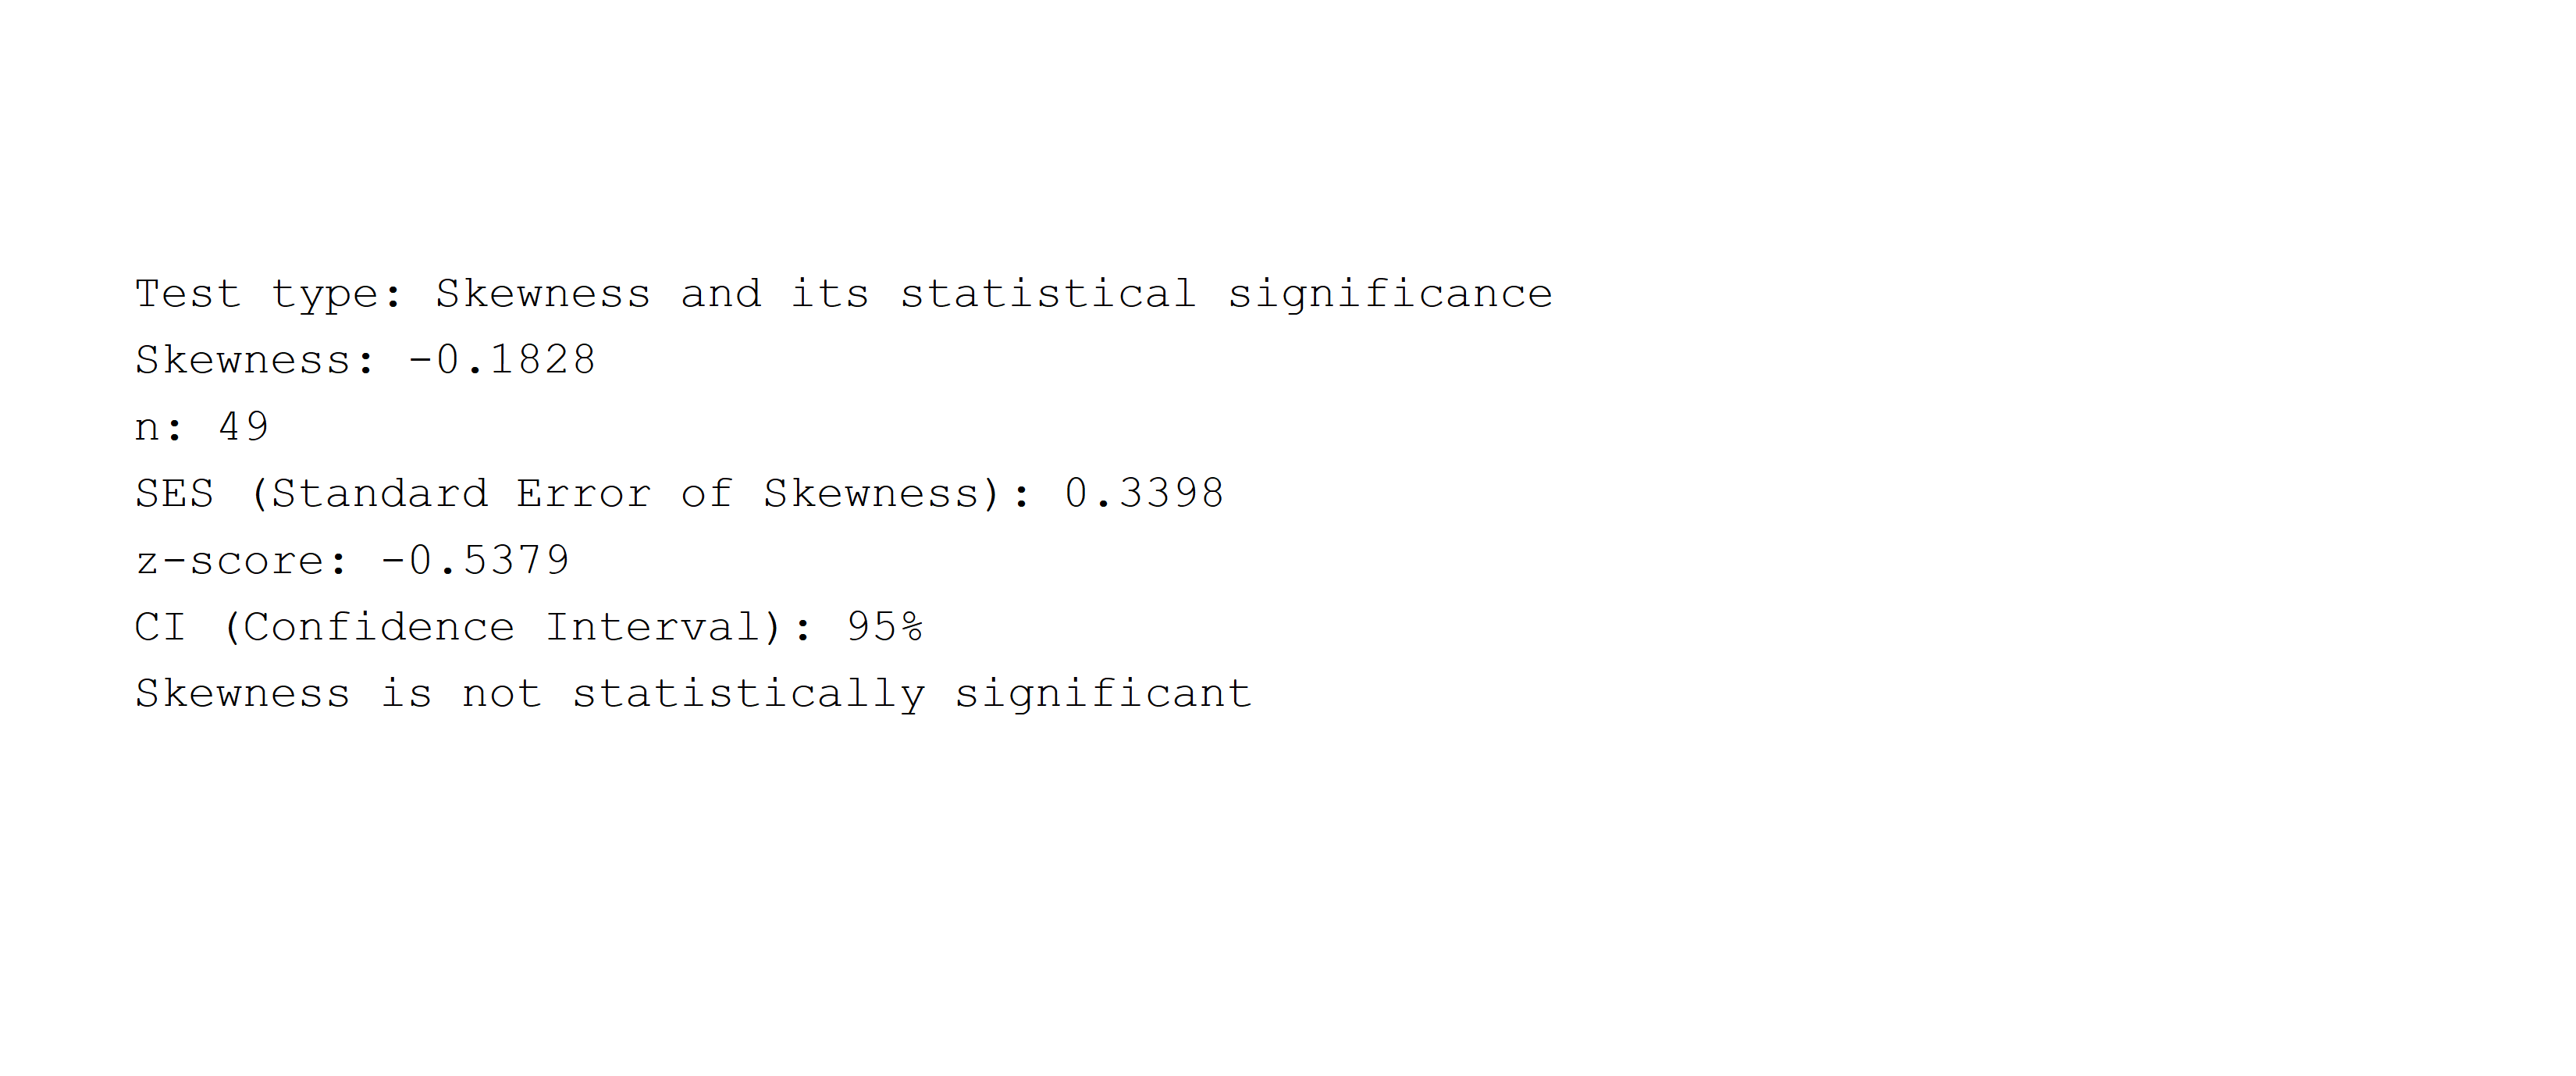 Test type: Skewness and its statistical significance
Skewness: -0.1828
n: 49
SES (Standard Error of Skewness): 0.3398
z-score: -0.5379
CI (Confidence Interval): 95%
Skewness is not statistically significant